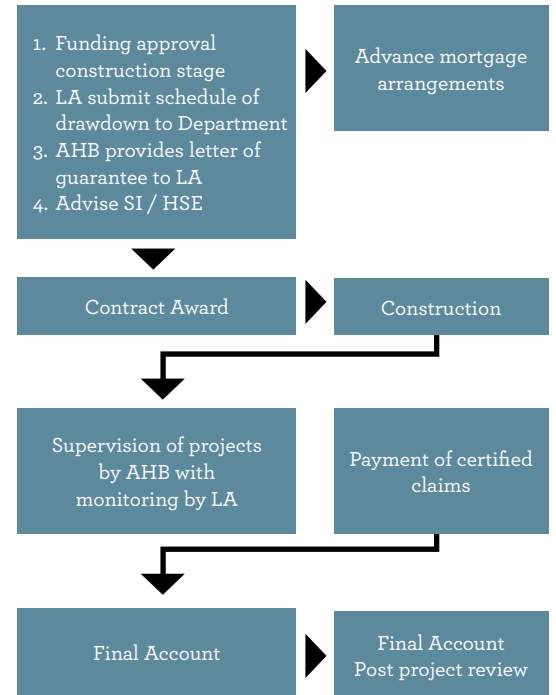 1. Funding approval
construction stage
2. LA submit schedule of
drawdown to Department
3. AHB provides letter of
guarantee to LA
4. Advise SI / HSE
Advance mortgage
arrangements
Contract Award
Construction
Supervision of projects
by AHB with
monitoring by LA
Payment of certified
claims
Final Account
Final Account
Post project review